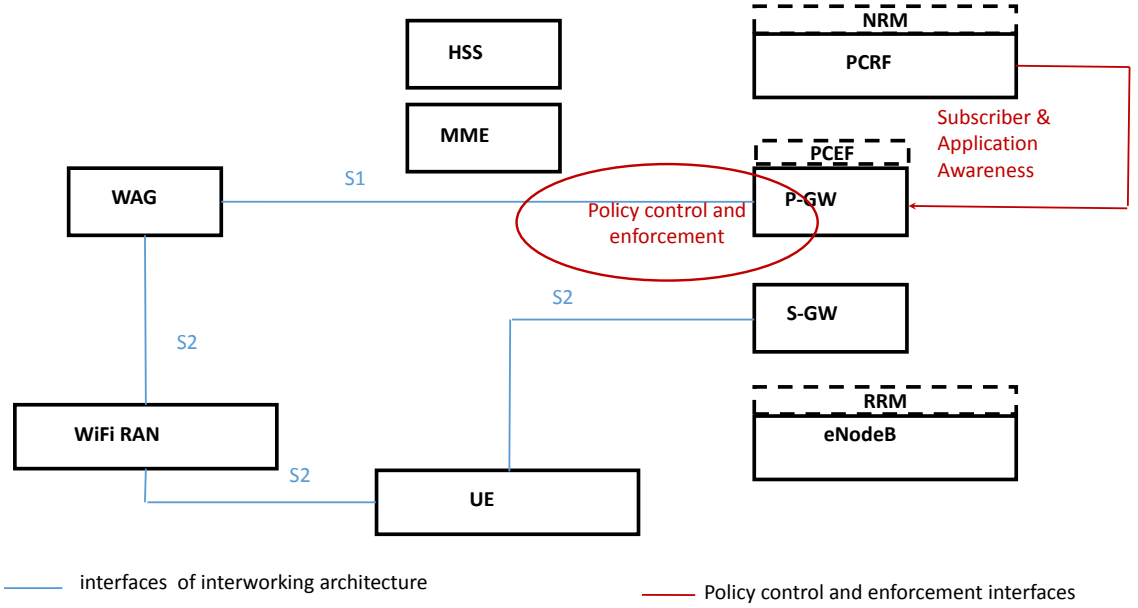 NRM
HSS
PCRF
Subscriber &
Application
Awareness
MME
PCEF
S1
WAG
P-GW
Policy control and
enforcement
S2
S-GW
S2
RRM
WiFi RAN
eNodeB
S2
UE
interfaces of interworking architecture
Policy control and enforcement interfaces